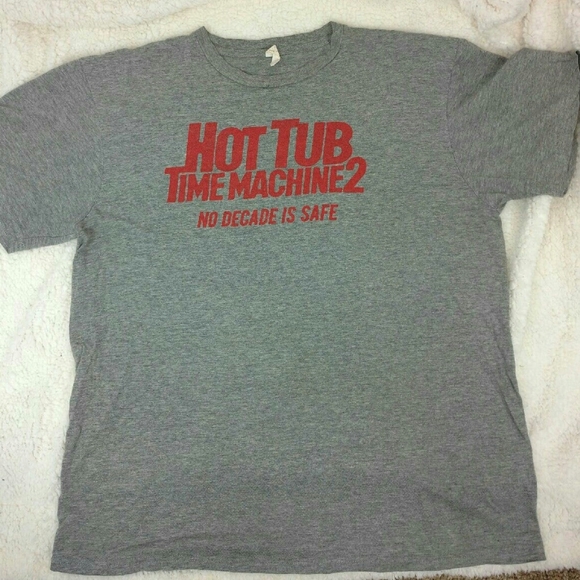 HOT TUB
TIME MACHINE 2
NO DECADE IS SAFE